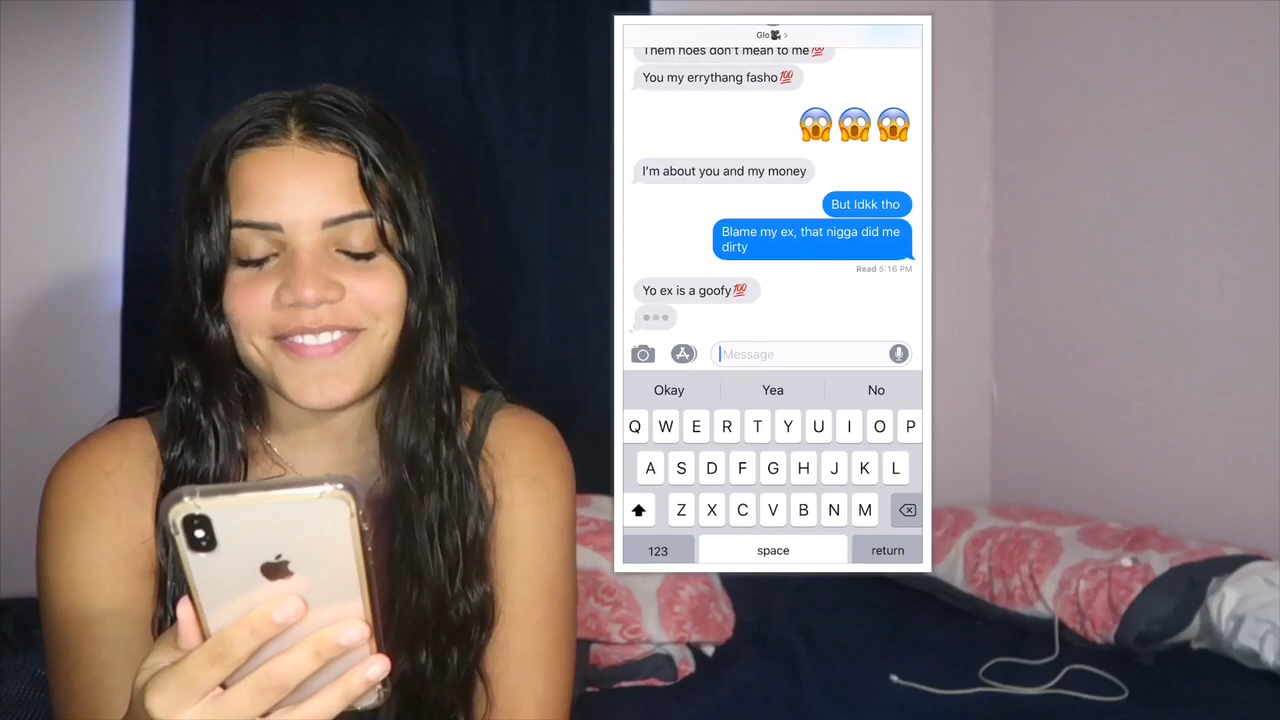 Glo🎥 >
Them hoes don't mean to me💯
You my errythang fasho💯
😱😱😱
I'm about you and my money
But Idkk tho
Blame my ex, that nigga did me
dirty
Read 5:16 PM
Yo ex is a goofy💯
Message
Okay Yea No
Q W E R T Y U I O P
A S D F G H J K L
Z X C V B N M
123 space return